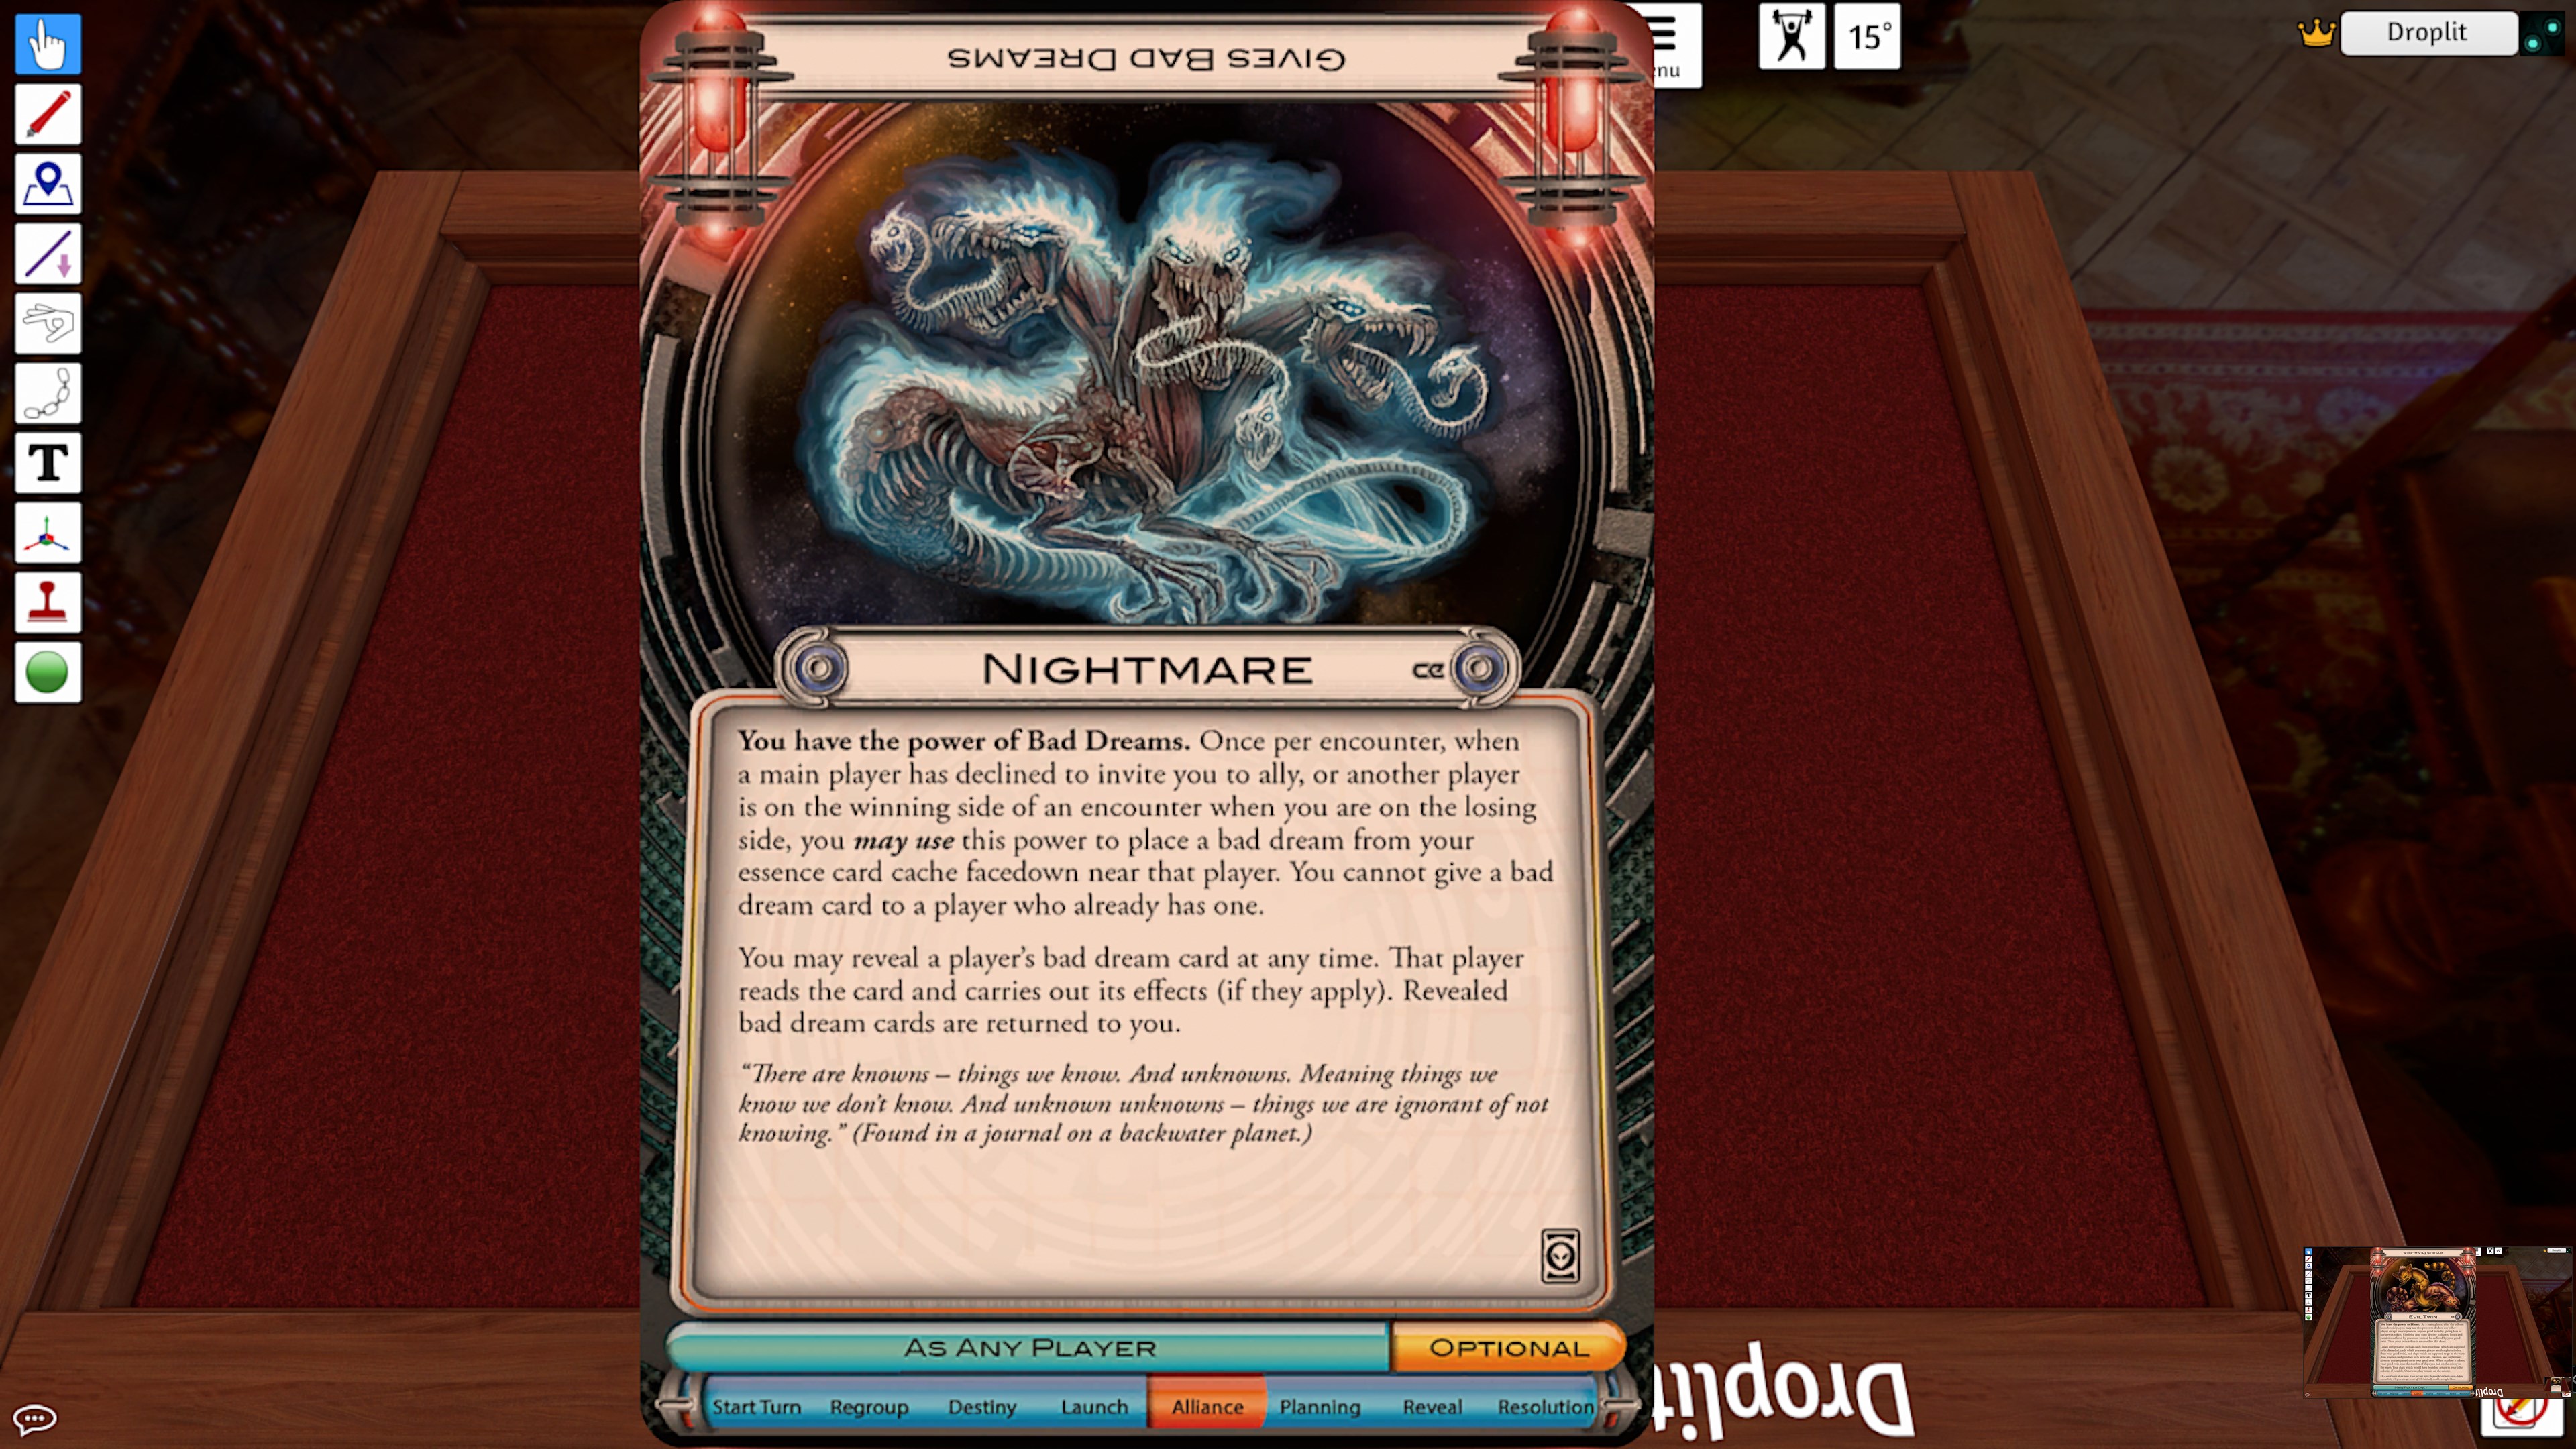 GIVES BAD DREAMS
enu
15°
Droplit
T
NIGHTMARE
ce
You have the power of Bad Dreams. Once per encounter, when
a main player has declined to invite you to ally, or another player
is on the winning side of an encounter when you are on the losing
side, you may use this power to place a bad dream from your
essence card cache facedown near that player. You cannot give a bad
dream card to a player who already has one.
You may reveal a player's bad dream card at any time. That player
reads the card and carries out its effects (if they apply). Revealed
bad dream cards are returned to you.
“There are knowns – things we know. And unknowns. Meaning things we
know we don't know. And unknown unknowns – things we are ignorant of not
knowing.” (Found in a journal on a backwater planet.)
AS ANY PLAYER
OPTIONAL
Start Turn Regroup Destiny Launch Alliance Planning Reveal Resolution
Droplit
EVIL TWIN